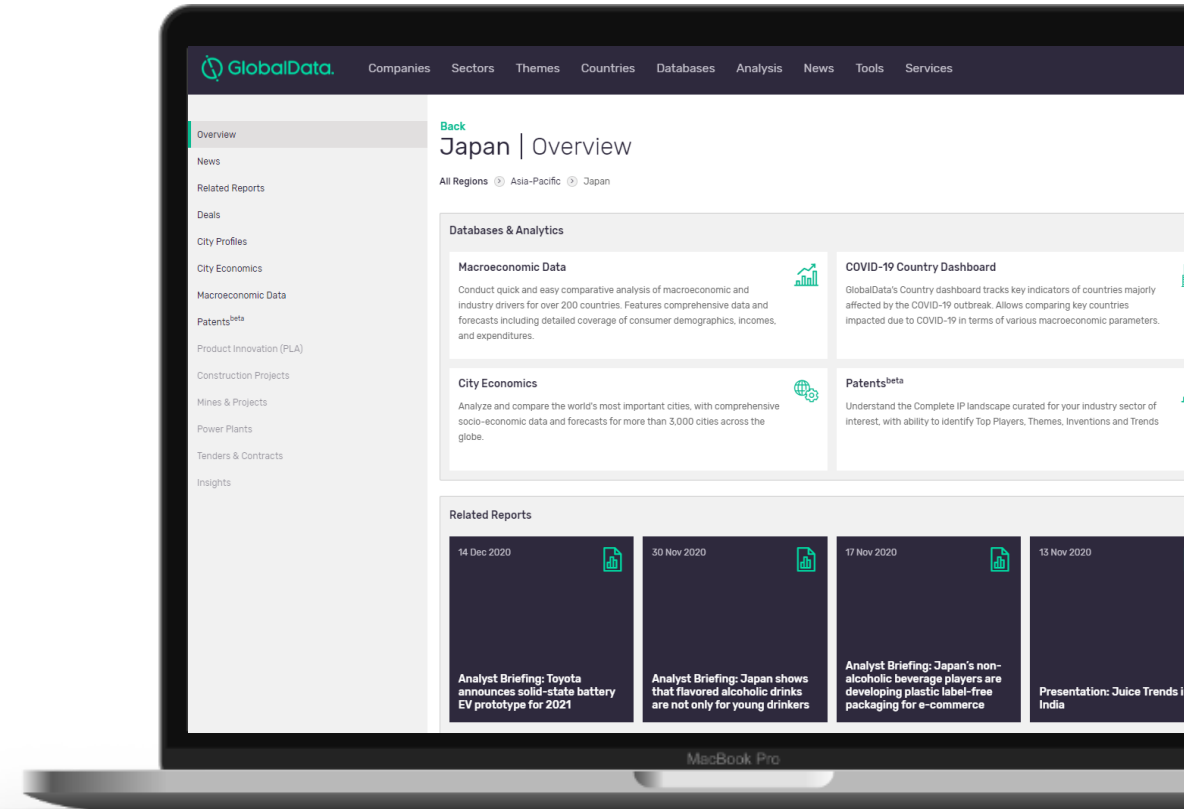 GlobalData.
Companies Sectors Themes Countries Databases Analysis News Tools Services
Overview
News
Related Reports
Deals
City Profiles
City Economics
Macroeconomic Data
Patentsbeta
Product Innovation (PLA)
Construction Projects
Mines & Projects
Power Plants
Tenders & Contracts
Insights
Back
Japan | Overview
All Regions Asia-Pacific Japan
Databases & Analytics
Macroeconomic Data
Conduct quick and easy comparative analysis of macroeconomic and
industry drivers for over 200 countries. Features comprehensive data and
forecasts including detailed coverage of consumer demographics, incomes,
and expenditures.
COVID-19 Country Dashboard
GlobalData's Country dashboard tracks key indicators of countries majorly
affected by the COVID-19 outbreak. Allows comparing key countries
impacted due to COVID-19 in terms of various macroeconomic parameters.
City Economics
Analyze and compare the world's most important cities, with comprehensive
socio-economic data and forecasts for more than 3,000 cities across the
globe.
Patentsbeta
Understand the Complete IP landscape curated for your industry sector of
interest, with ability to identify Top Players, Themes, Inventions and Trends
Related Reports
14 Dec 2020
Analyst Briefing: Toyota
announces solid-state battery
EV prototype for 2021
30 Nov 2020
Analyst Briefing: Japan shows
that flavored alcoholic drinks
are not only for young drinkers
17 Nov 2020
Analyst Briefing: Japan's non-
alcoholic beverage players are
developing plastic label-free
packaging for e-commerce
13 Nov 2020
Presentation: Juice Trends i
India
MacBook Pro